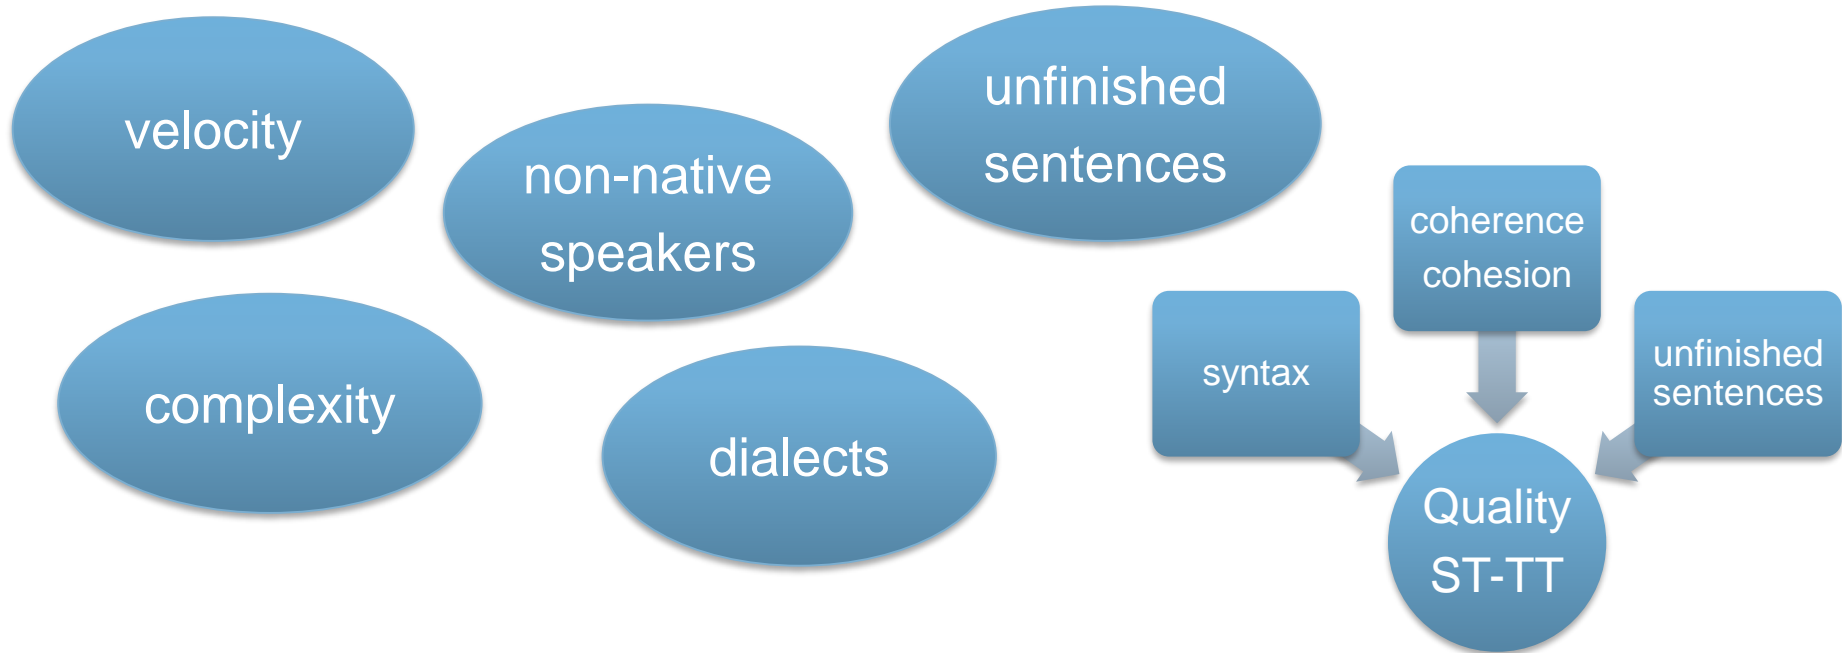 velocity
non-native
speakers
unfinished
sentences
complexity
dialects
coherence
cohesion
syntax
unfinished
sentences
Quality
ST-TT